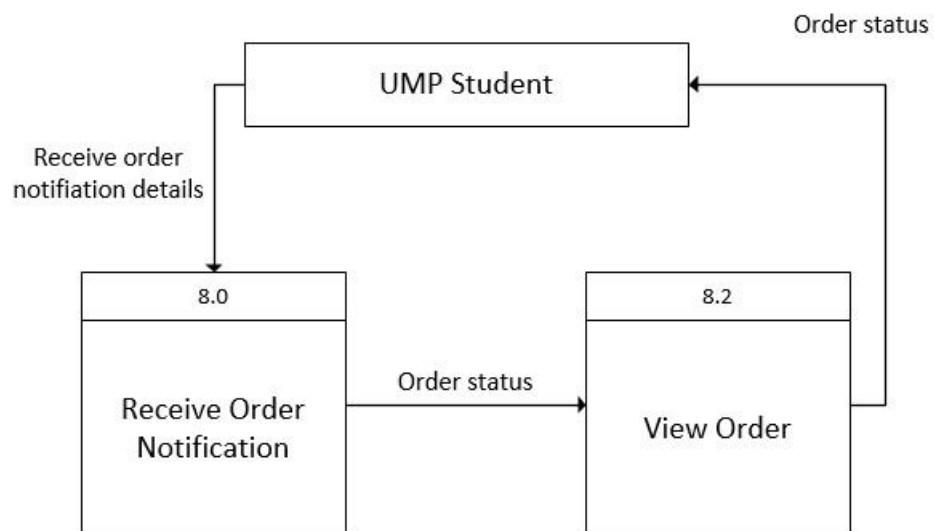 Order status
UMP Student
Receive order
notifiation details
8.0
8.2
Order status
Receive Order
Notification
View Order